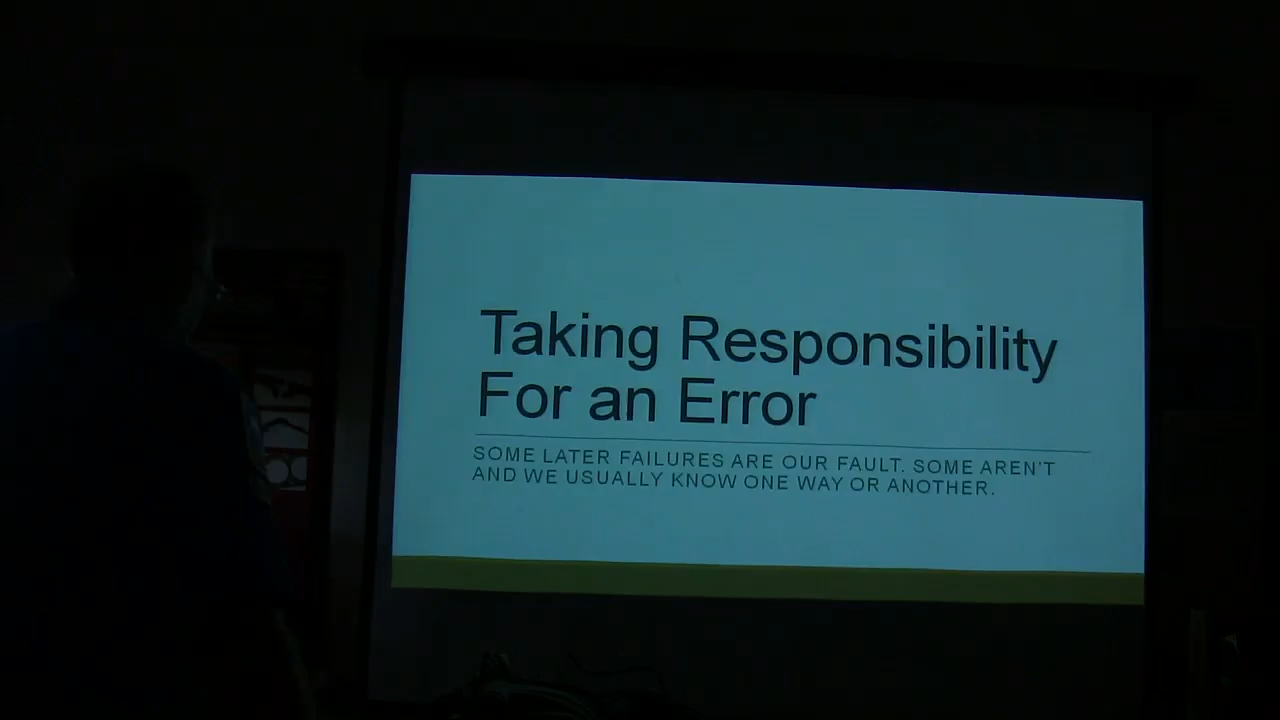 Taking Responsibility
For an Error
SOME LATER FAILURES ARE OUR FAULT. SOME AREN'T
AND WE USUALLY KNOW ONE WAY OR ANOTHER.